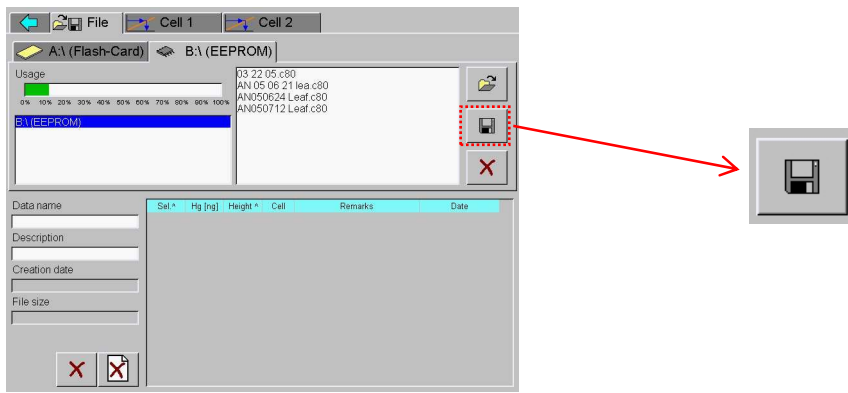 File Cell 1 Cell 2
A:\ (Flash-Card) B:\ (EEPROM)
Usage
0% 10% 20% 30% 40% 50% 60% 70% 80% 90% 100%
B:\ (EEPROM)
03 22 05.c80
AN 05 06 21 lea.c80
AN050624 Leaf.c80
AN050712 Leaf.c80
Data name
Description
Creation date
File size
Sel.^ Hg [ng] Height ^ Cell Remarks Date